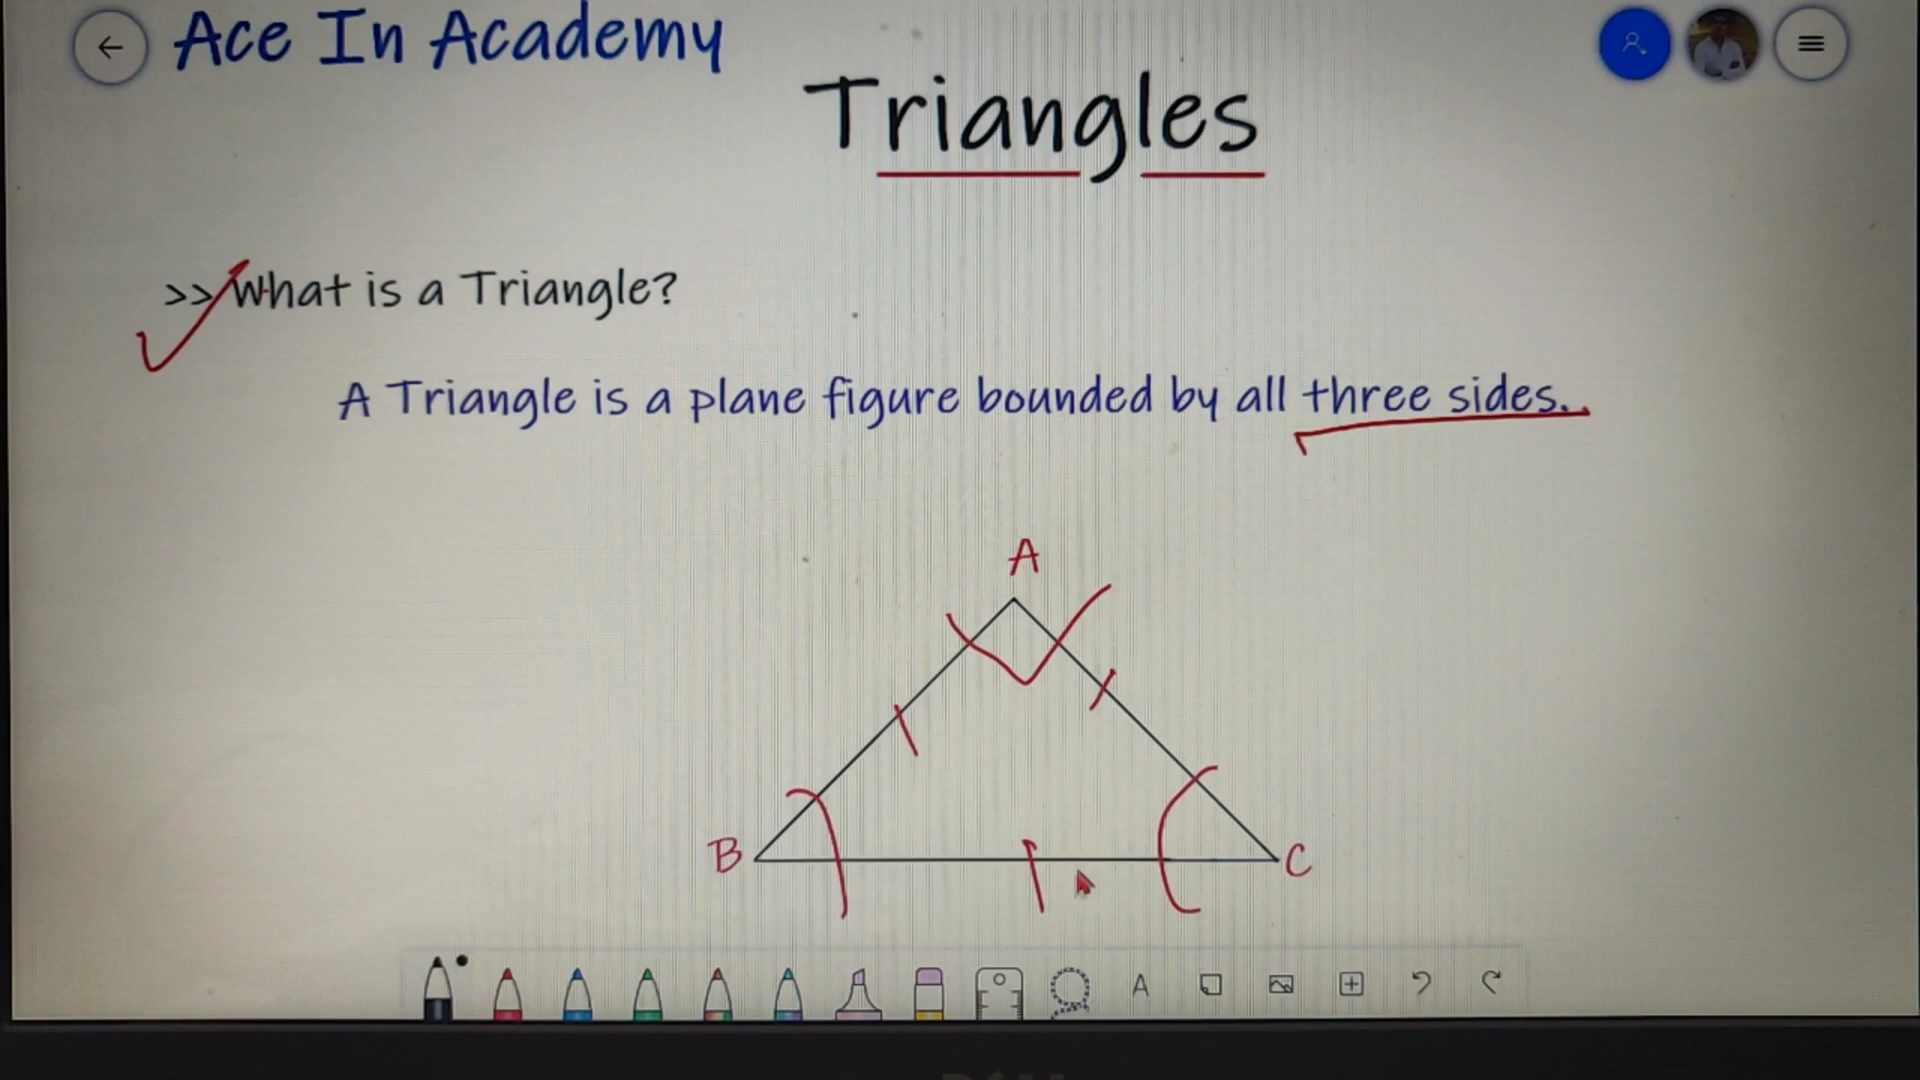 Ace In Academy
Triangles
>> What is a Triangle?
A Triangle is a plane figure bounded by all three sides.
A
B
C
A